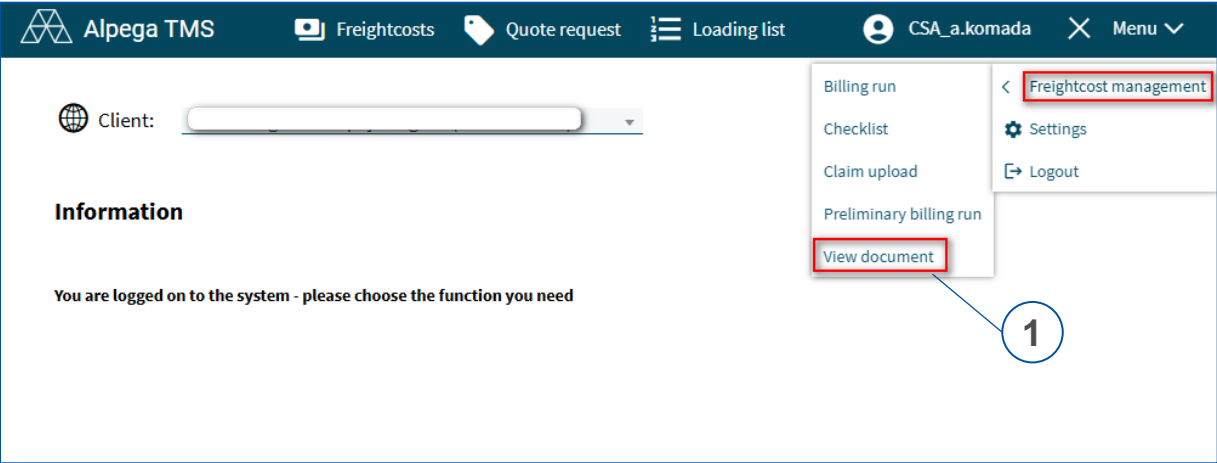 Alpega TMS Freightcosts Quote request Loading list CSA_a.komada Menu
Billing run
Freightcost management
Client:
Checklist
Settings
Claim upload
Logout
Information
Preliminary billing run
View document
You are logged on to the system - please choose the function you need
1